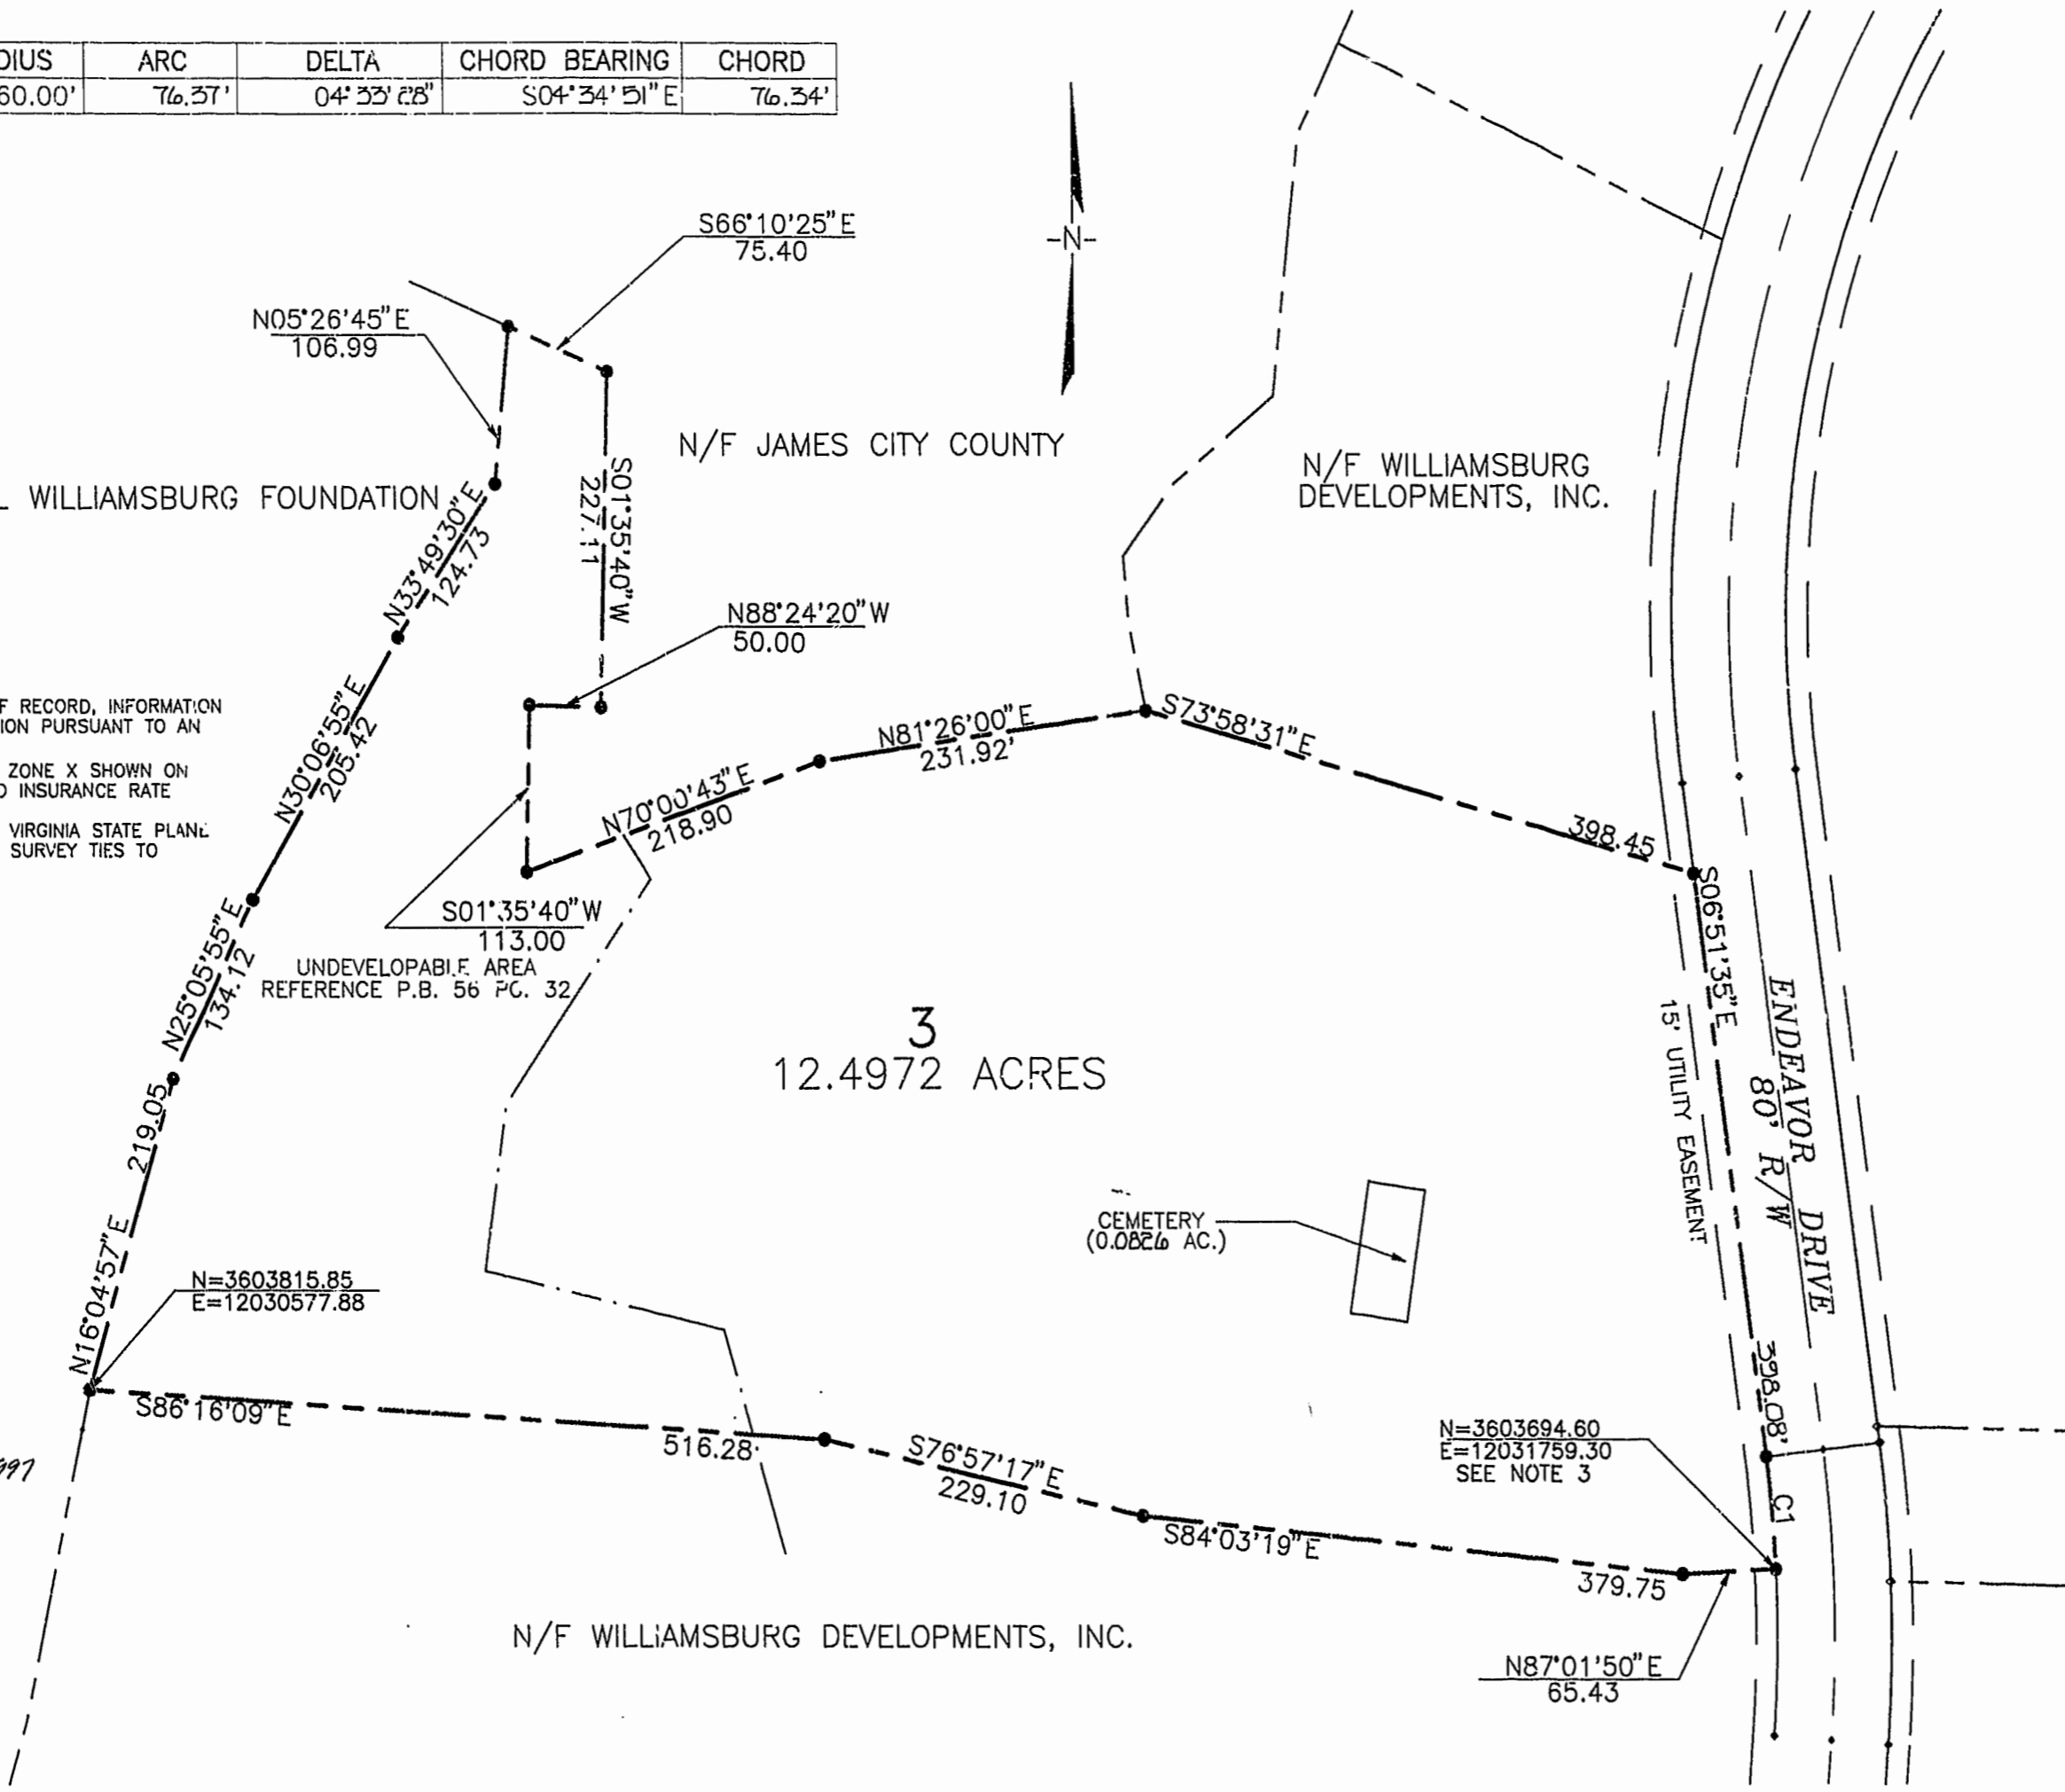 DIUS ARC DELTA CHORD BEARING CHORD
60.00' 76.37' 04°33'28" S04°34'51"E 76.34'
S66°10'25"E
75.40
-N-
N05°26'45"E
106.99
N/F JAMES CITY COUNTY
N/F WILLIAMSBURG
DEVELOPMENTS, INC.
WILLIAMSBURG FOUNDATION
S01°35'40"W
227.11
N33°49'30"E
124.73
N88°24'20"W
50.00
N30°06'55"E
205.42
F RECORD, INFORMATION
ION PURSUANT TO AN
ZONE X SHOWN ON
D INSURANCE RATE
VIRGINIA STATE PLANE
SURVEY TIES TO
N81°26'00"E
231.92'
S73°58'31"E
398.45
N70°00'43"E
218.90
S01°35'40"W
113.00
UNDEVELOPABLE AREA
REFERENCE P.B. 56 PG. 32
N25°05'55"E
134.12
S06°51'35"E
398.08'
15' UTILITY EASEMENT
ENDEAVOR DRIVE
80' R/W
3
12.4972 ACRES
N16°04'57"E
219.05
CEMETERY
(0.0826 AC.)
N=3603815.85
E=12030577.88
S86°16'09"E
516.28
S76°57'17"E
229.10
N=3603694.60
E=12031759.30
SEE NOTE 3
C1
997
S84°03'19"E
379.75
N/F WILLIAMSBURG DEVELOPMENTS, INC.
N87°01'50"E
65.43